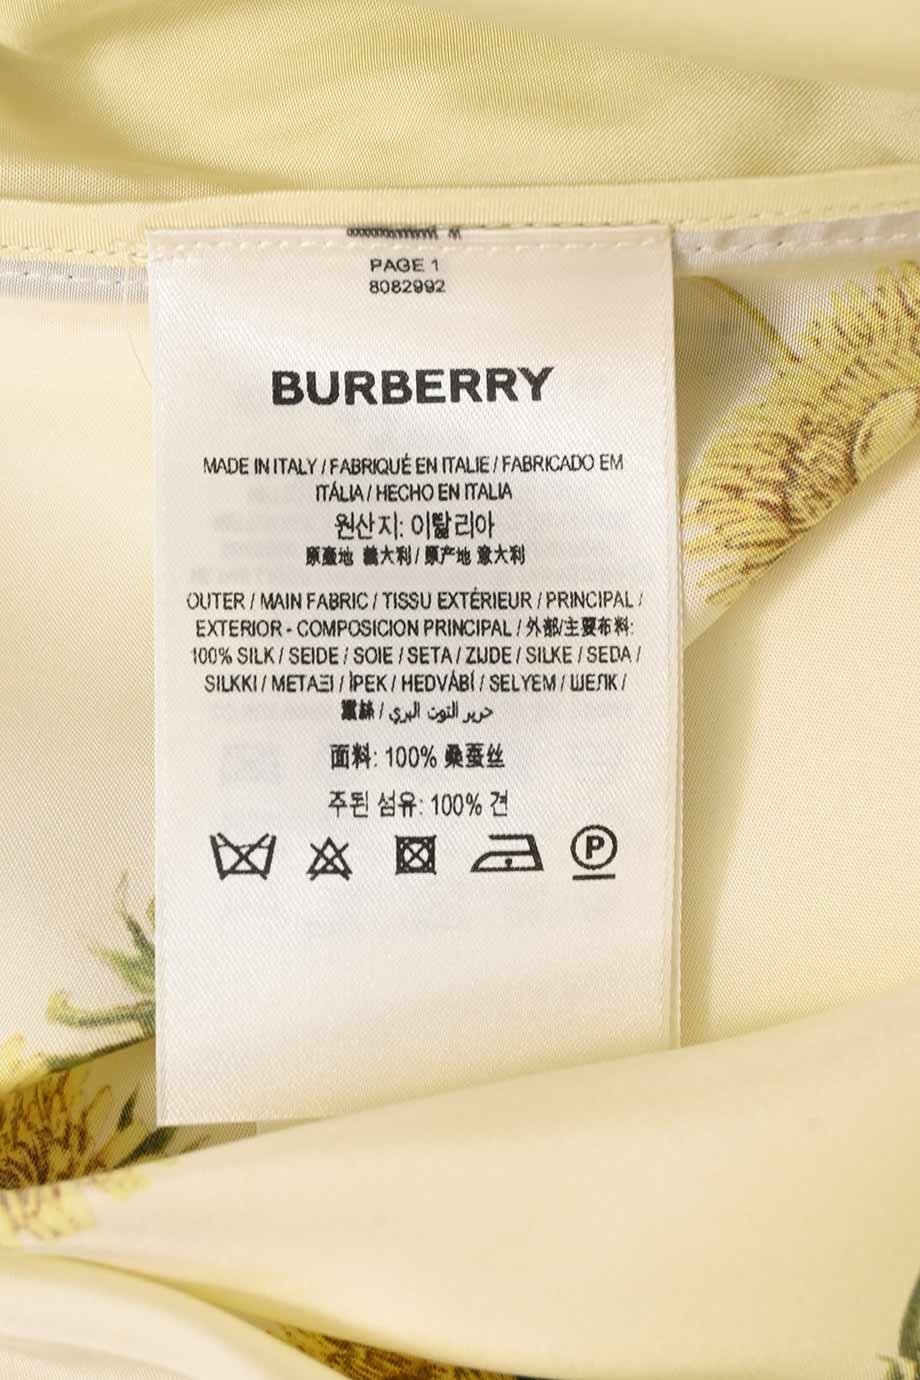 PAGE 1
8082992
BURBERRY
MADE IN ITALY / FABRIQUÉ EN ITALIE / FABRICADO EM
ITÁLIA / HECHO EN ITALIA
원산지: 이탈리아
原產地 義大利 / 原产地 意大利
OUTER / MAIN FABRIC / TISSU EXTÉRIEUR / PRINCIPAL /
EXTERIOR - COMPOSICION PRINCIPAL / 外部/主要布料:
100% SILK / SEIDE / SOIE / SETA / ZIJDE / SILKE / SEDA /
SILKKI / ΜΕΤΑΞΙ / İPEK / HEDVÁBÍ / SELYEM / ШЕЛК /
蠶絲 / حرير التوت البري
面料: 100% 桑蚕丝
주된 섬유: 100% 견
P